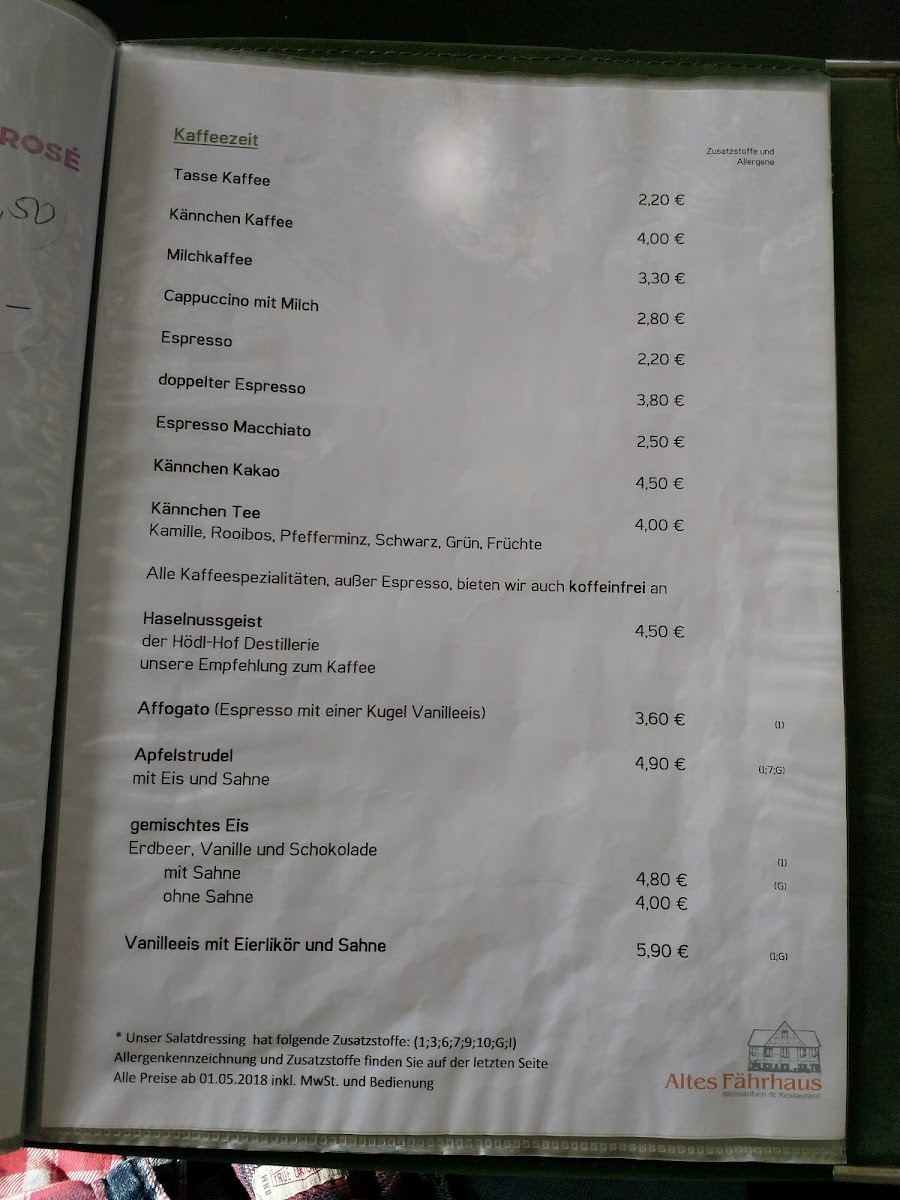 ROSÉ
,50
Kaffeezeit
Zusatzstoffe und
Allergene
Tasse Kaffee 2,20 €
Kännchen Kaffee 4,00 €
Milchkaffee 3,30 €
Cappuccino mit Milch 2,80 €
Espresso 2,20 €
doppelter Espresso 3,80 €
Espresso Macchiato 2,50 €
Kännchen Kakao 4,50 €
Kännchen Tee 4,00 €
Kamille, Rooibos, Pfefferminz, Schwarz, Grün, Früchte
Alle Kaffeespezialitäten, außer Espresso, bieten wir auch koffeinfrei an
Haselnussgeist 4,50 €
der Hödl-Hof Destillerie
unsere Empfehlung zum Kaffee
Affogato (Espresso mit einer Kugel Vanilleeis) 3,60 € (1)
Apfelstrudel 4,90 € (1;7;G)
mit Eis und Sahne
gemischtes Eis
Erdbeer, Vanille und Schokolade (1)
mit Sahne 4,80 € (G)
ohne Sahne 4,00 €
Vanilleeis mit Eierlikör und Sahne 5,90 € (1;G)
* Unser Salatdressing hat folgende Zusatzstoffe: (1;3;6;7;9;10;G;I)
Allergenkennzeichnung und Zusatzstoffe finden Sie auf der letzten Seite
Alle Preise ab 01.05.2018 inkl. MwSt. und Bedienung
Altes Fährhaus
Weinstuben & Restaurant
TRUE